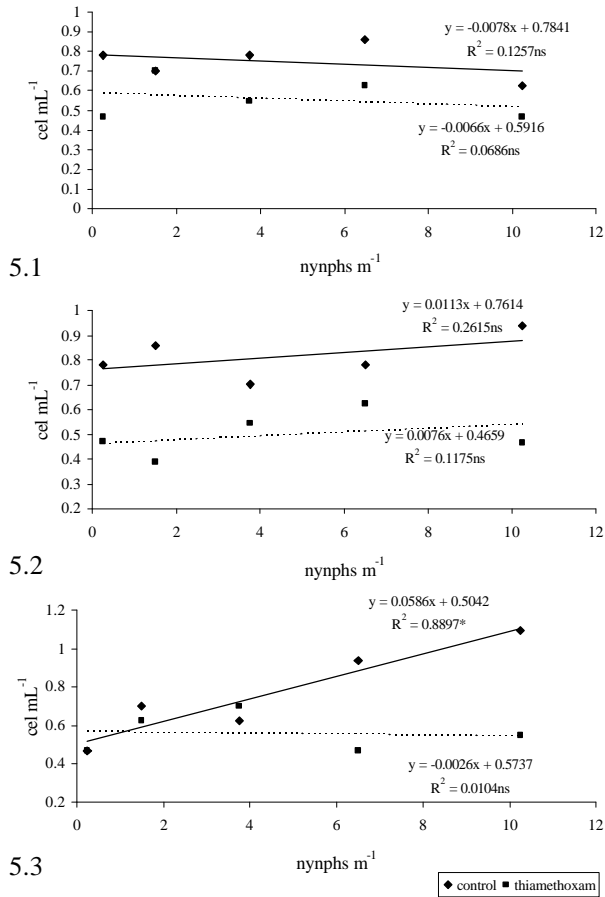 1
0.9
0.8
0.7
0.6
0.5
0.4
0.3
0.2
0.1
0
cel mL-1
y = -0.0078x + 0.7841
R2 = 0.1257ns
y = -0.0066x + 0.5916
R2 = 0.0686ns
0 2 4 6 8 10 12
nynphs m-1
5.1
1
0.9
0.8
0.7
0.6
0.5
0.4
0.3
0.2
cel mL-1
y = 0.0113x + 0.7614
R2 = 0.2615ns
y = 0.0076x + 0.4659
R2 = 0.1175ns
0 2 4 6 8 10 12
nynphs m-1
5.2
1.2
1
0.8
0.6
0.4
0.2
cel mL-1
y = 0.0586x + 0.5042
R2 = 0.8897*
y = -0.0026x + 0.5737
R2 = 0.0104ns
0 2 4 6 8 10 12
nynphs m-1
5.3
control thiamethoxam